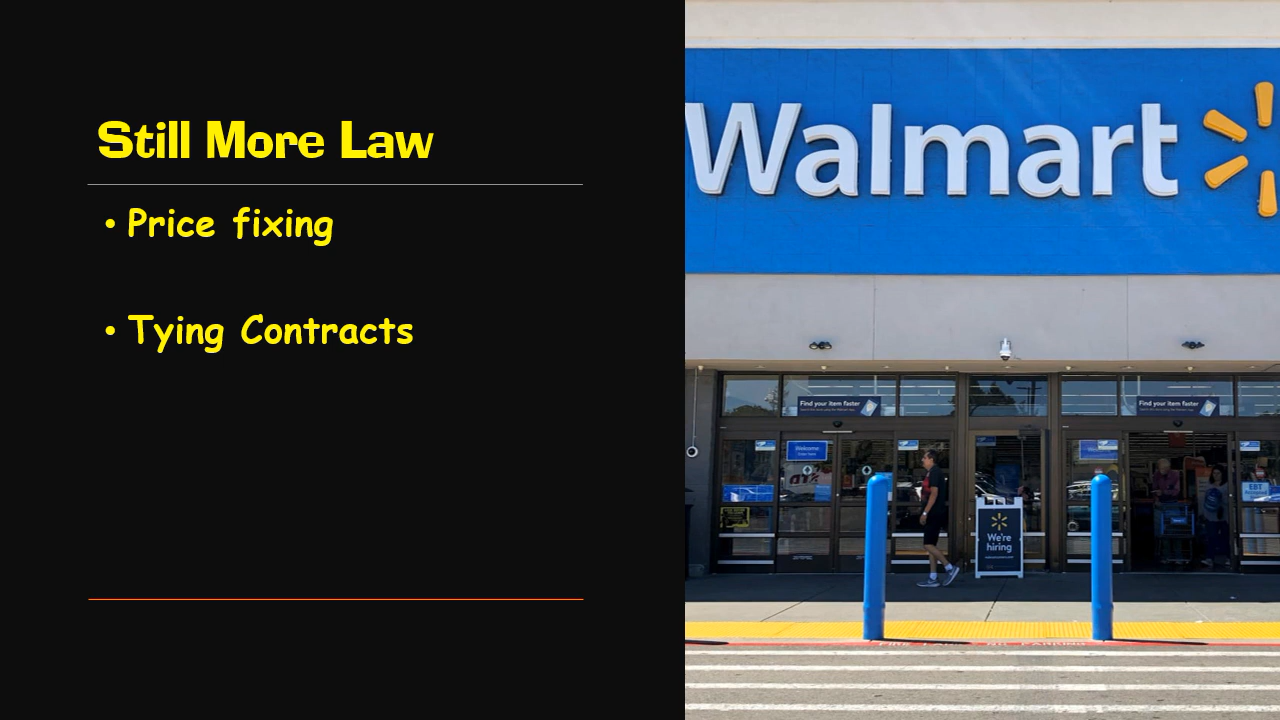 Still More Law
• Price fixing
• Tying Contracts
Walmart
Find your item faster
Find your item faster
Welcome
EBT
We're
hiring